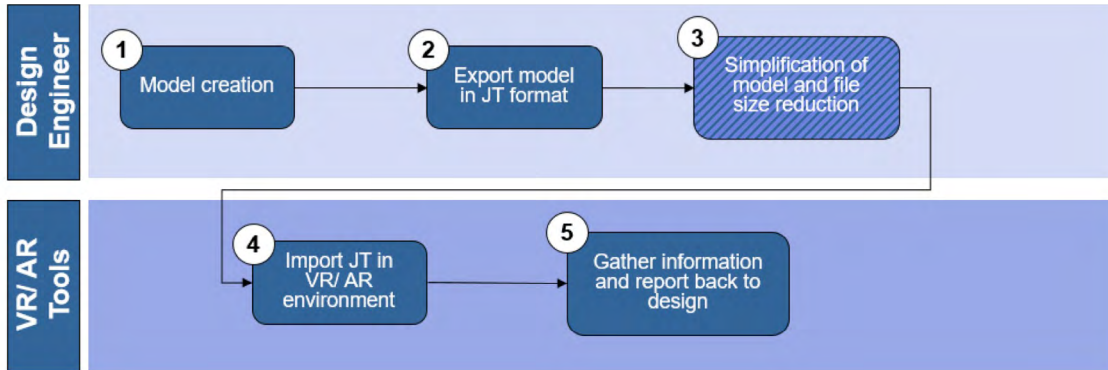 Design
Engineer
1
Model creation
2
Export model
in JT format
3
Simplification of
model and file
size reduction
VR/ AR
Tools
4
Import JT in
VR/ AR
environment
5
Gather information
and report back to
design